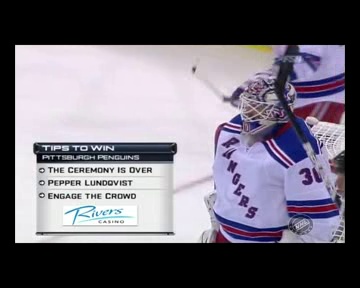 TIPS TO WIN
PITTSBURGH PENGUINS
THE CEREMONY IS OVER
PEPPER LUNDQVIST
ENGAGE THE CROWD
Rivers
CASINO
RANGERS
30